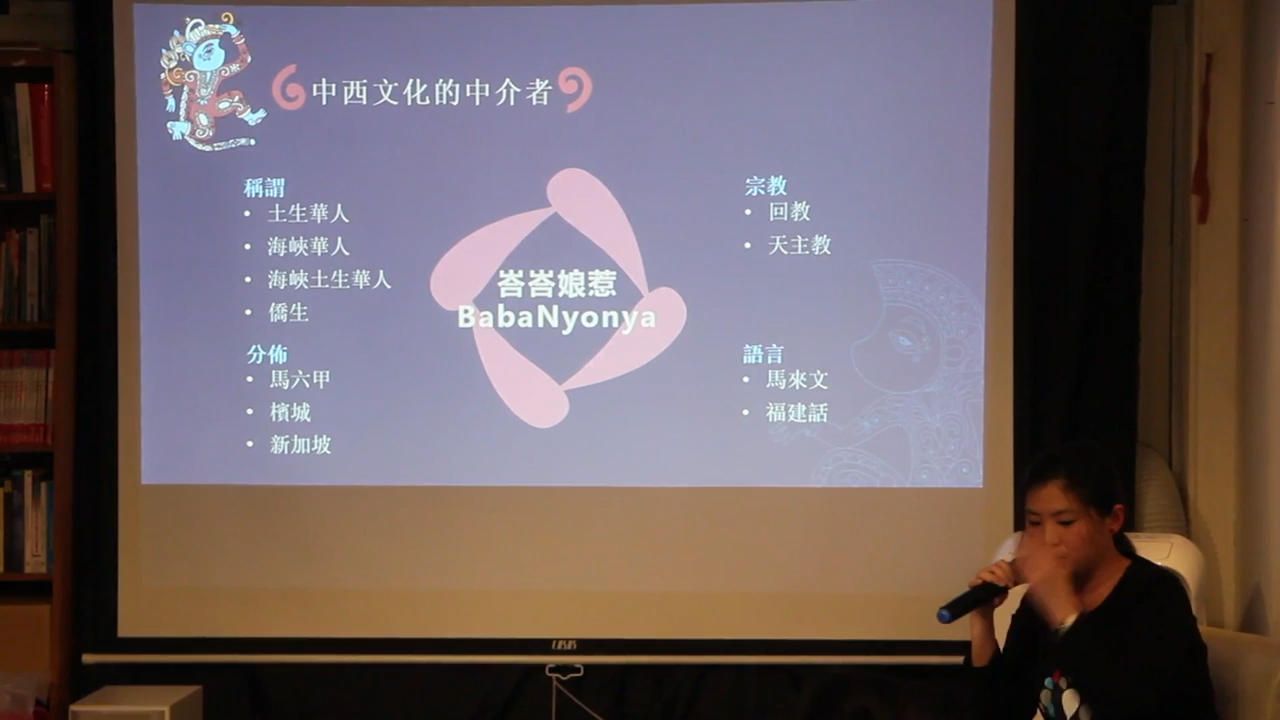 中西文化的中介者
稱謂
• 土生華人
• 海峽華人
• 海峽土生華人
• 僑生
分佈
• 馬六甲
• 檳城
• 新加坡
峇峇娘惹
BabaNyonya
宗教
• 回教
• 天主教
語言
• 馬來文
• 福建話